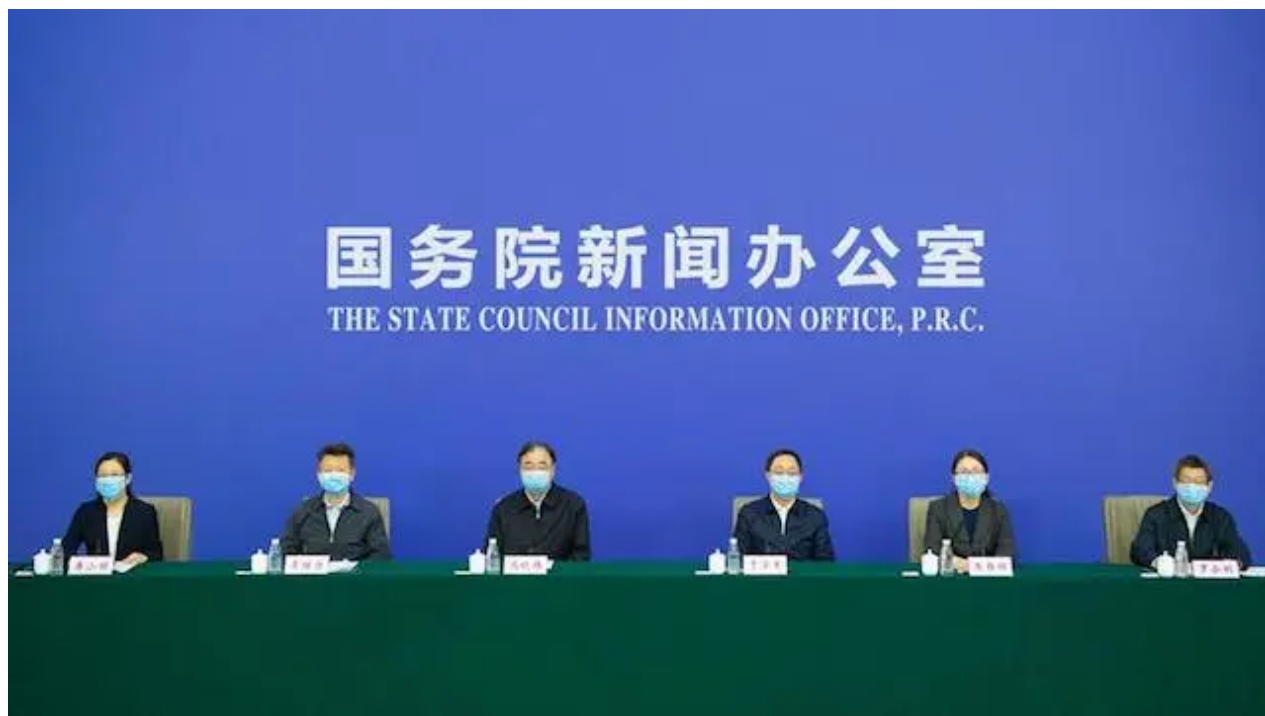 国务院新闻办公室
THE STATE COUNCIL INFORMATION OFFICE, P.R.C.